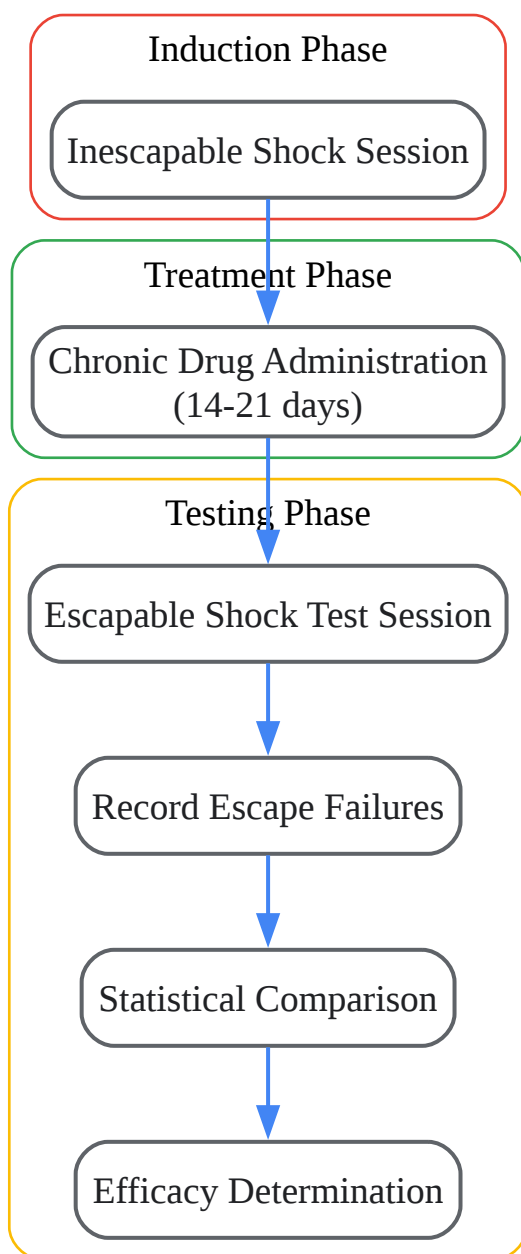 Induction Phase
Inescapable Shock Session
Treatment Phase
Chronic Drug Administration
(14-21 days)
Testing Phase
Escapable Shock Test Session
Record Escape Failures
Statistical Comparison
Efficacy Determination